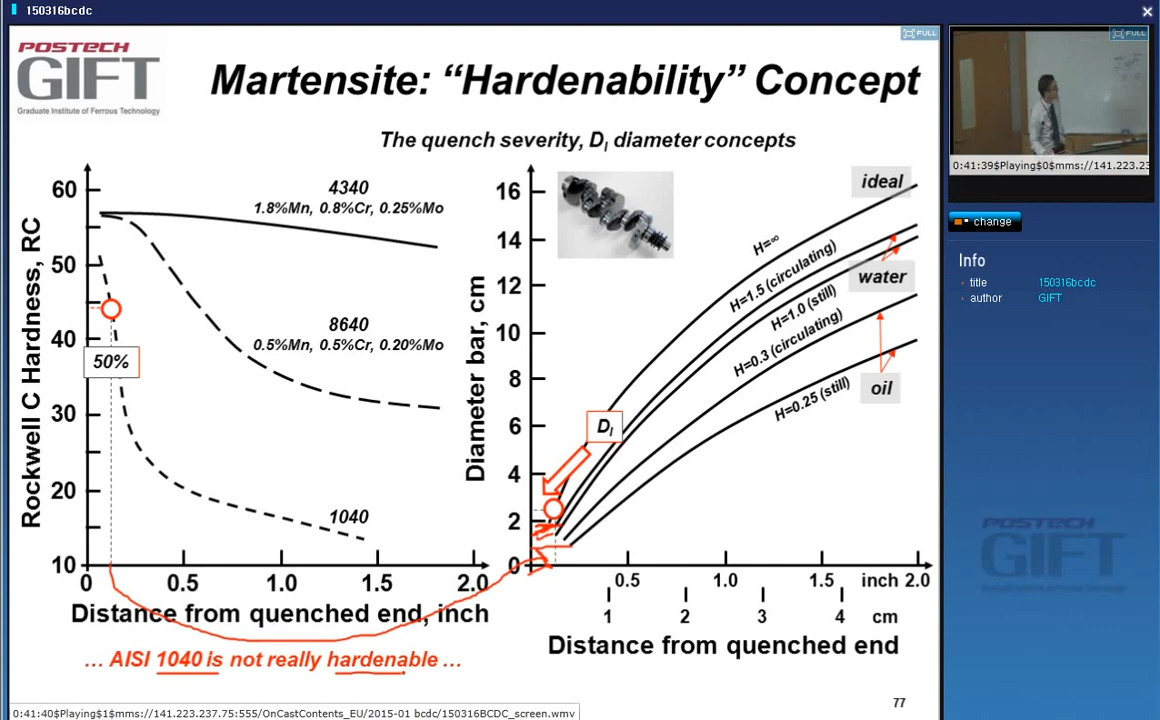 150316bcdc
POSTECH
GIFT
Graduate Institute of Ferrous Technology
FULL
Martensite: “Hardenability” Concept
The quench severity, DI diameter concepts
Rockwell C Hardness, RC
60
50
40
30
20
10
4340
1.8%Mn, 0.8%Cr, 0.25%Mo
8640
0.5%Mn, 0.5%Cr, 0.20%Mo
50%
1040
0
0.5
1.0
1.5
2.0
Distance from quenched end, inch
… AISI 1040 is not really hardenable …
Diameter bar, cm
16
14
12
10
8
6
4
2
0
ideal
H=∞
H=1.5 (circulating)
water
H=1.0 (still)
H=0.3 (circulating)
oil
H=0.25 (still)
DI
0.5
1.0
1.5
inch 2.0
1
2
3
4
cm
Distance from quenched end
77
0:41:40$Playing$1$mms://141.223.237.75:555/OnCastContents_EU/2015-01 bcdc/150316BCDC_screen.wmv
FULL
0:41:39$Playing$0$mms://141.223.23
change
Info
title
150316bcdc
author
GIFT
POSTECH
GIFT